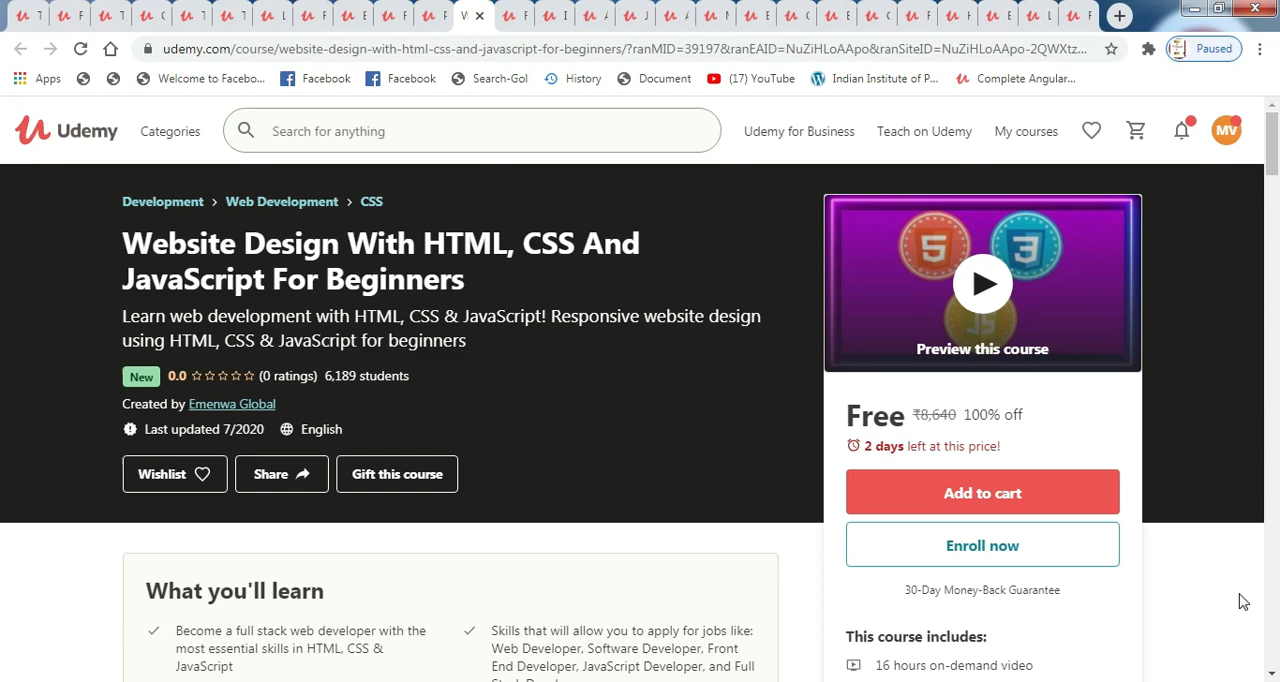 T F T C T T L F E F F W F I A J A N E C E C F H E L F
udemy.com/course/website-design-with-html-css-and-javascript-for-beginners/?ranMID=39197&ranEAID=NuZiHLoAApo&ranSiteID=NuZiHLoAApo-2QWXtz...
Paused
Apps Welcome to Facebo... Facebook Facebook Search-Gol History Document (17) YouTube Indian Institute of P... Complete Angular...
Udemy Categories Search for anything Udemy for Business Teach on Udemy My courses MV
Development > Web Development > CSS
Website Design With HTML, CSS And
JavaScript For Beginners
Learn web development with HTML, CSS & JavaScript! Responsive website design
using HTML, CSS & JavaScript for beginners
New 0.0 (0 ratings) 6,189 students
Created by Emenwa Global
Last updated 7/2020 English
Wishlist Share Gift this course
5 3
JS
Preview this course
Free ₹8,640 100% off
2 days left at this price!
Add to cart
Enroll now
30-Day Money-Back Guarantee
This course includes:
16 hours on-demand video
What you'll learn
Become a full stack web developer with the
most essential skills in HTML, CSS &
JavaScript
Skills that will allow you to apply for jobs like:
Web Developer, Software Developer, Front
End Developer, JavaScript Developer, and Full